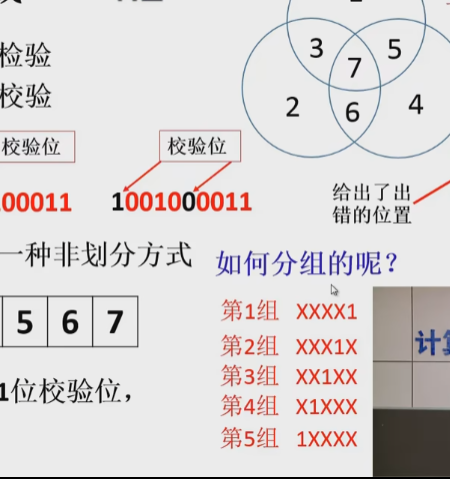 检验
校验
3
5
7
2
6
4
校验位
校验位
00011
1001000011
给出了出
错的位置
一种非划分方式
如何分组的呢？
5 6 7
1位校验位，
第1组 XXXX1
第2组 XXX1X
第3组 XX1XX
第4组 X1XXX
第5组 1XXXX